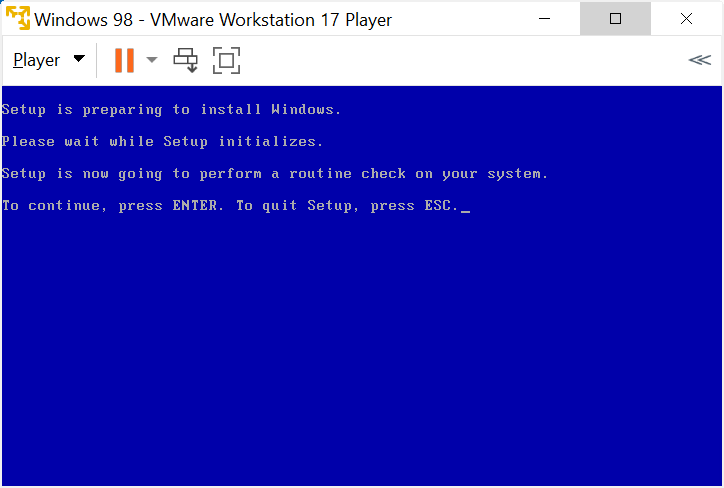 Windows 98 - VMware Workstation 17 Player
Player
Setup is preparing to install Windows.
Please wait while Setup initializes.
Setup is now going to perform a routine check on your system.
To continue, press ENTER. To quit Setup, press ESC._